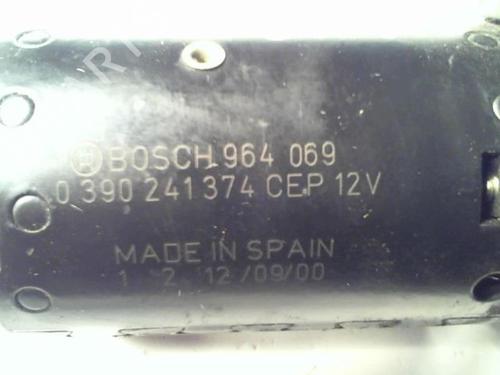 BOSCH 964 069
0 390 241 374 CEP 12V
MADE IN SPAIN
1 2 12/09/00